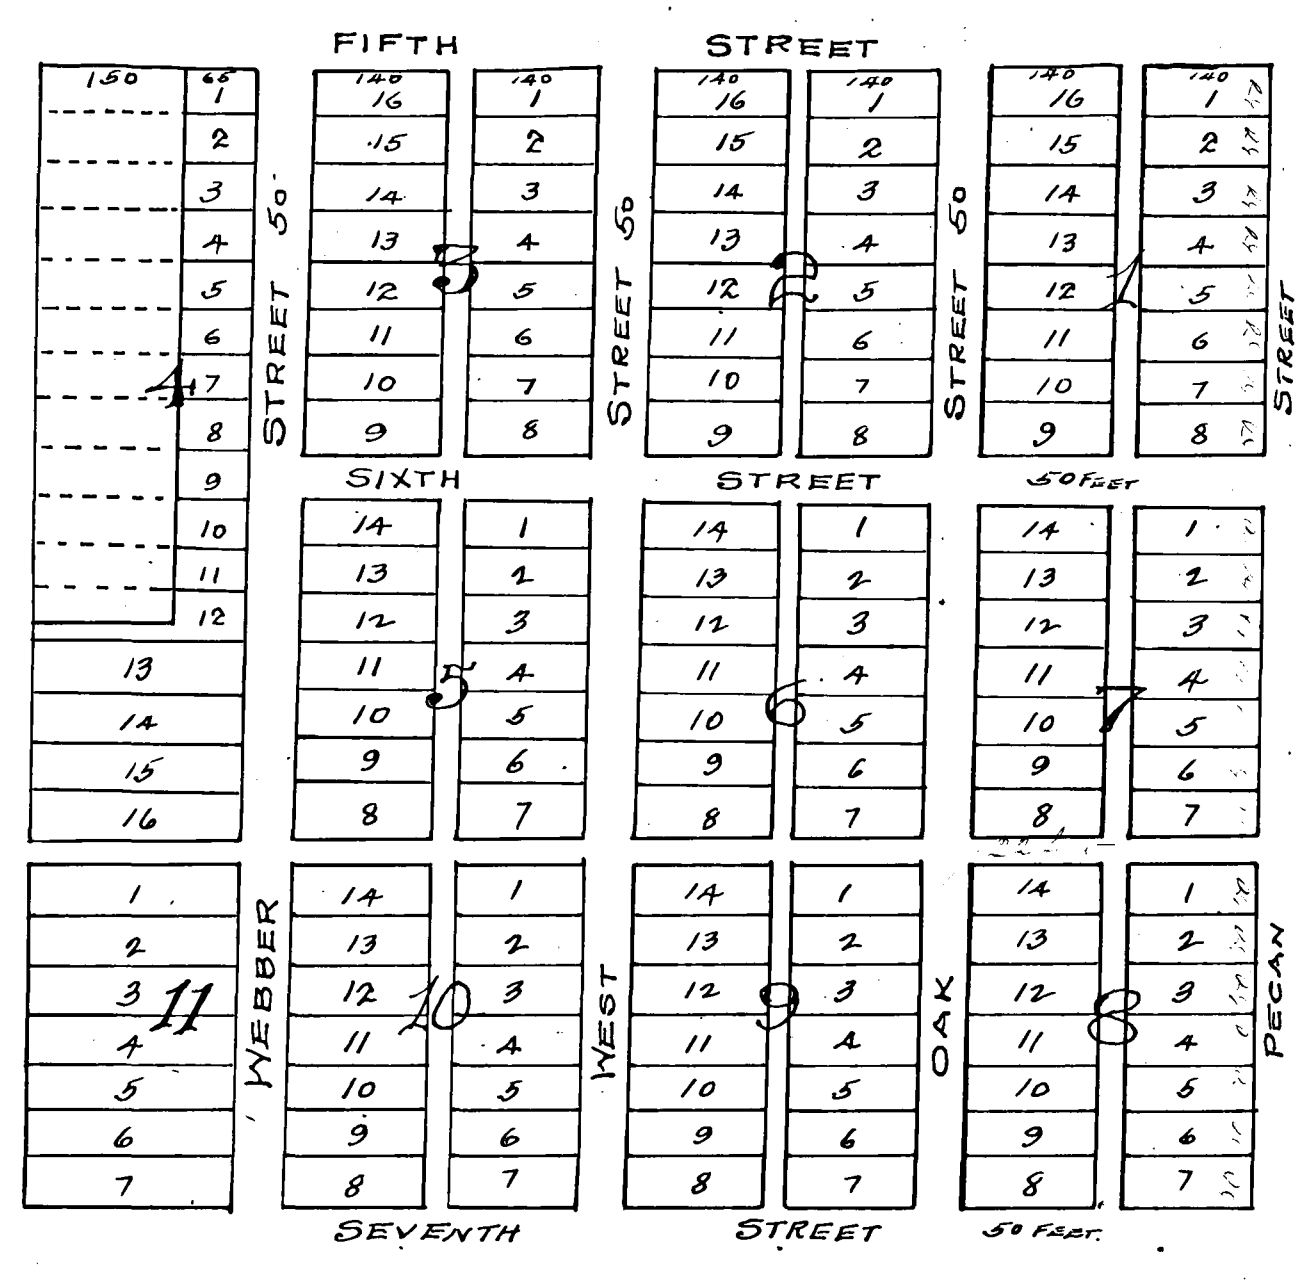 FIFTH STREET
150 65 140 140 140 140 140 140
1 16 1 16 1 16 1
2 15 2 15 2 15 2
3 14 3 14 3 14 3
4 13 4 13 4 13 4
3 2 1
5 12 5 12 5 12 5
6 11 6 11 6 11 6
4
7 10 7 10 7 10 7
8 9 8 9 8 9 8
STREET 50
STREET 50
STREET 50
STREET
9
SIXTH STREET 50 FEET
10 14 1 14 1 14 1
11 13 2 13 2 13 2
12 12 3 12 3 12 3
13 11 4 11 4 11 4
5 6 7
14 10 5 10 5 10 5
15 9 6 9 6 9 6
16 8 7 8 7 8 7
1 14 1 14 1 14 1
2 13 2 13 2 13 2
3 12 3 12 3 12 3
11 10 9 8
4 11 4 11 4 11 4
5 10 5 10 5 10 5
6 9 6 9 6 9 6
7 8 7 8 7 8 7
WEBBER
WEST
OAK
PECAN
SEVENTH STREET 50 FEET.